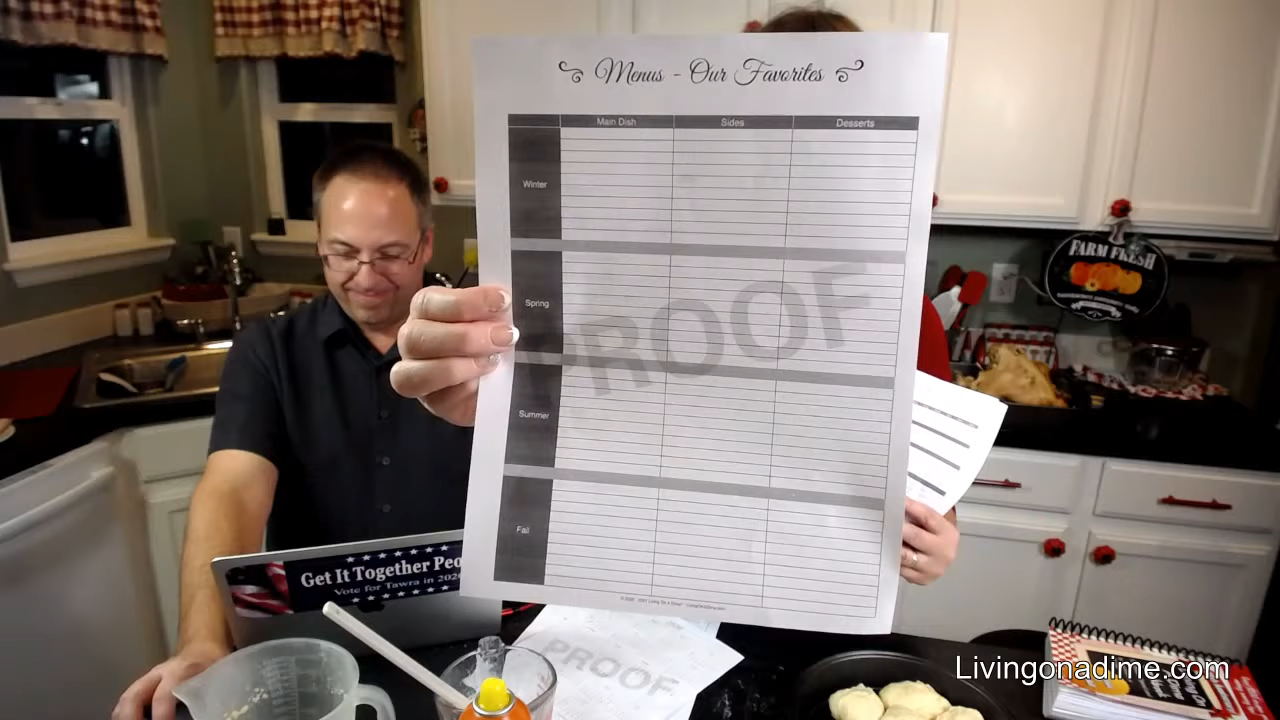 Menus - Our Favorites
Main Dish Sides Desserts
Winter
Spring
PROOF
Summer
Fall
FARM FRESH
Get It Together Peo
Vote for Tawra in 202
PROOF
Livingonadime.com